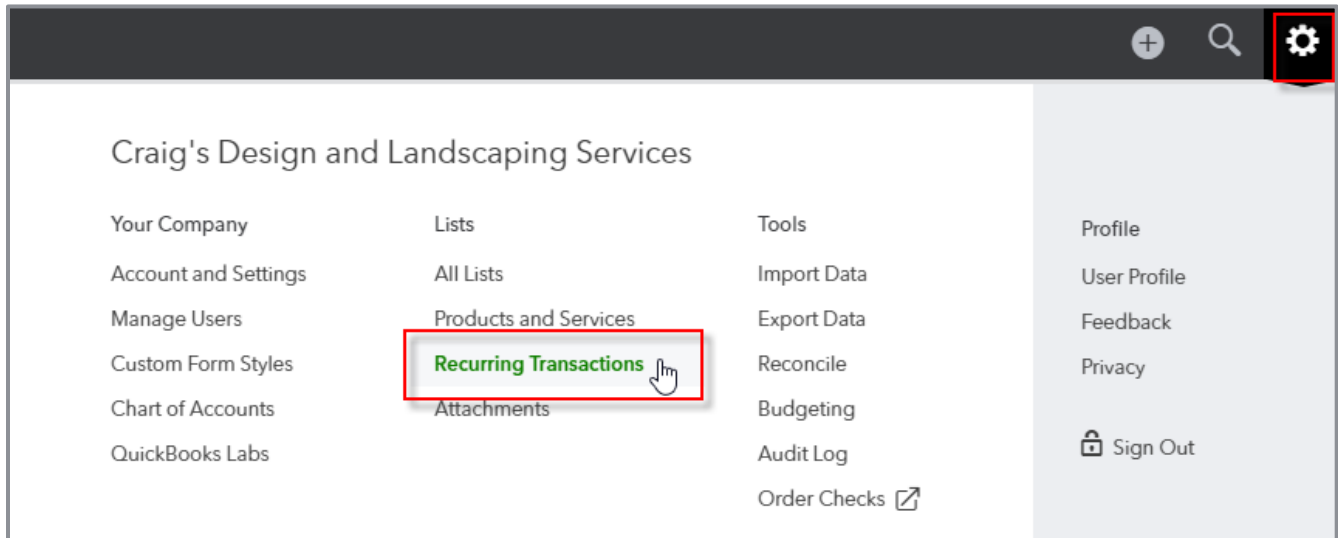 Craig's Design and Landscaping Services
Your Company
Account and Settings
Manage Users
Custom Form Styles
Chart of Accounts
QuickBooks Labs
Lists
All Lists
Products and Services
Recurring Transactions
Attachments
Tools
Import Data
Export Data
Reconcile
Budgeting
Audit Log
Order Checks
Profile
User Profile
Feedback
Privacy
Sign Out